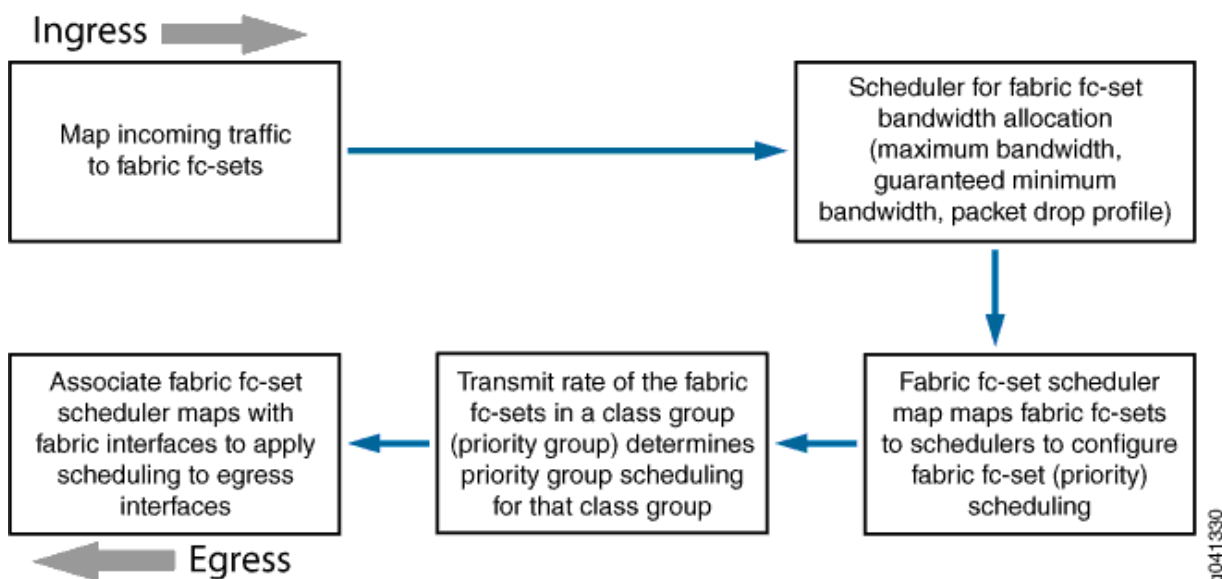 Ingress
Map incoming traffic
to fabric fc-sets
Scheduler for fabric fc-set
bandwidth allocation
(maximum bandwidth,
guaranteed minimum
bandwidth, packet drop profile)
Fabric fc-set scheduler
map maps fabric fc-sets
to schedulers to configure
fabric fc-set (priority)
scheduling
Transmit rate of the fabric
fc-sets in a class group
(priority group) determines
priority group scheduling
for that class group
Associate fabric fc-set
scheduler maps with
fabric interfaces to apply
scheduling to egress
interfaces
Egress
g041330